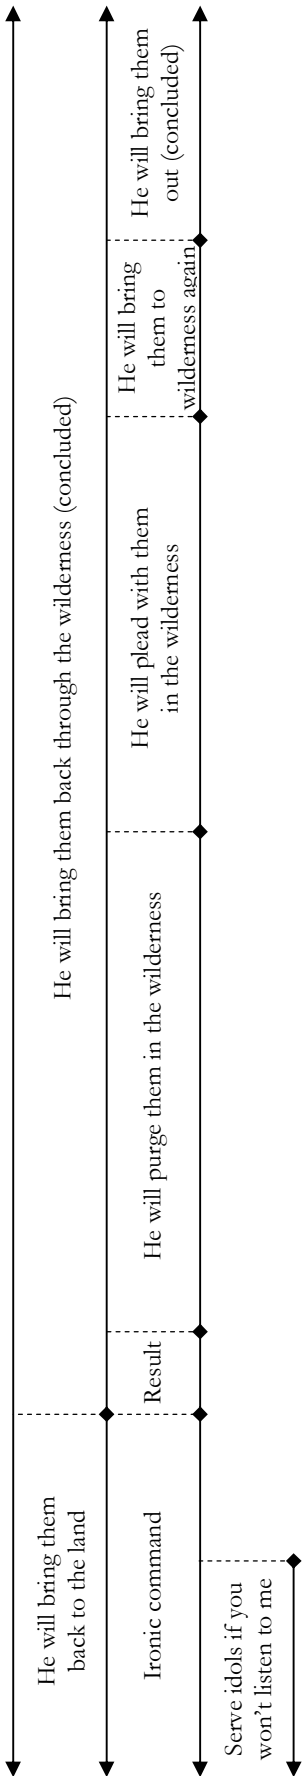 He will bring them
out (concluded)
He will bring
them to
wilderness again
He will bring them back through the wilderness (concluded)
He will plead with them
in the wilderness
He will purge them in the wilderness
Result
He will bring them
back to the land
Ironic command
Serve idols if you
won't listen to me